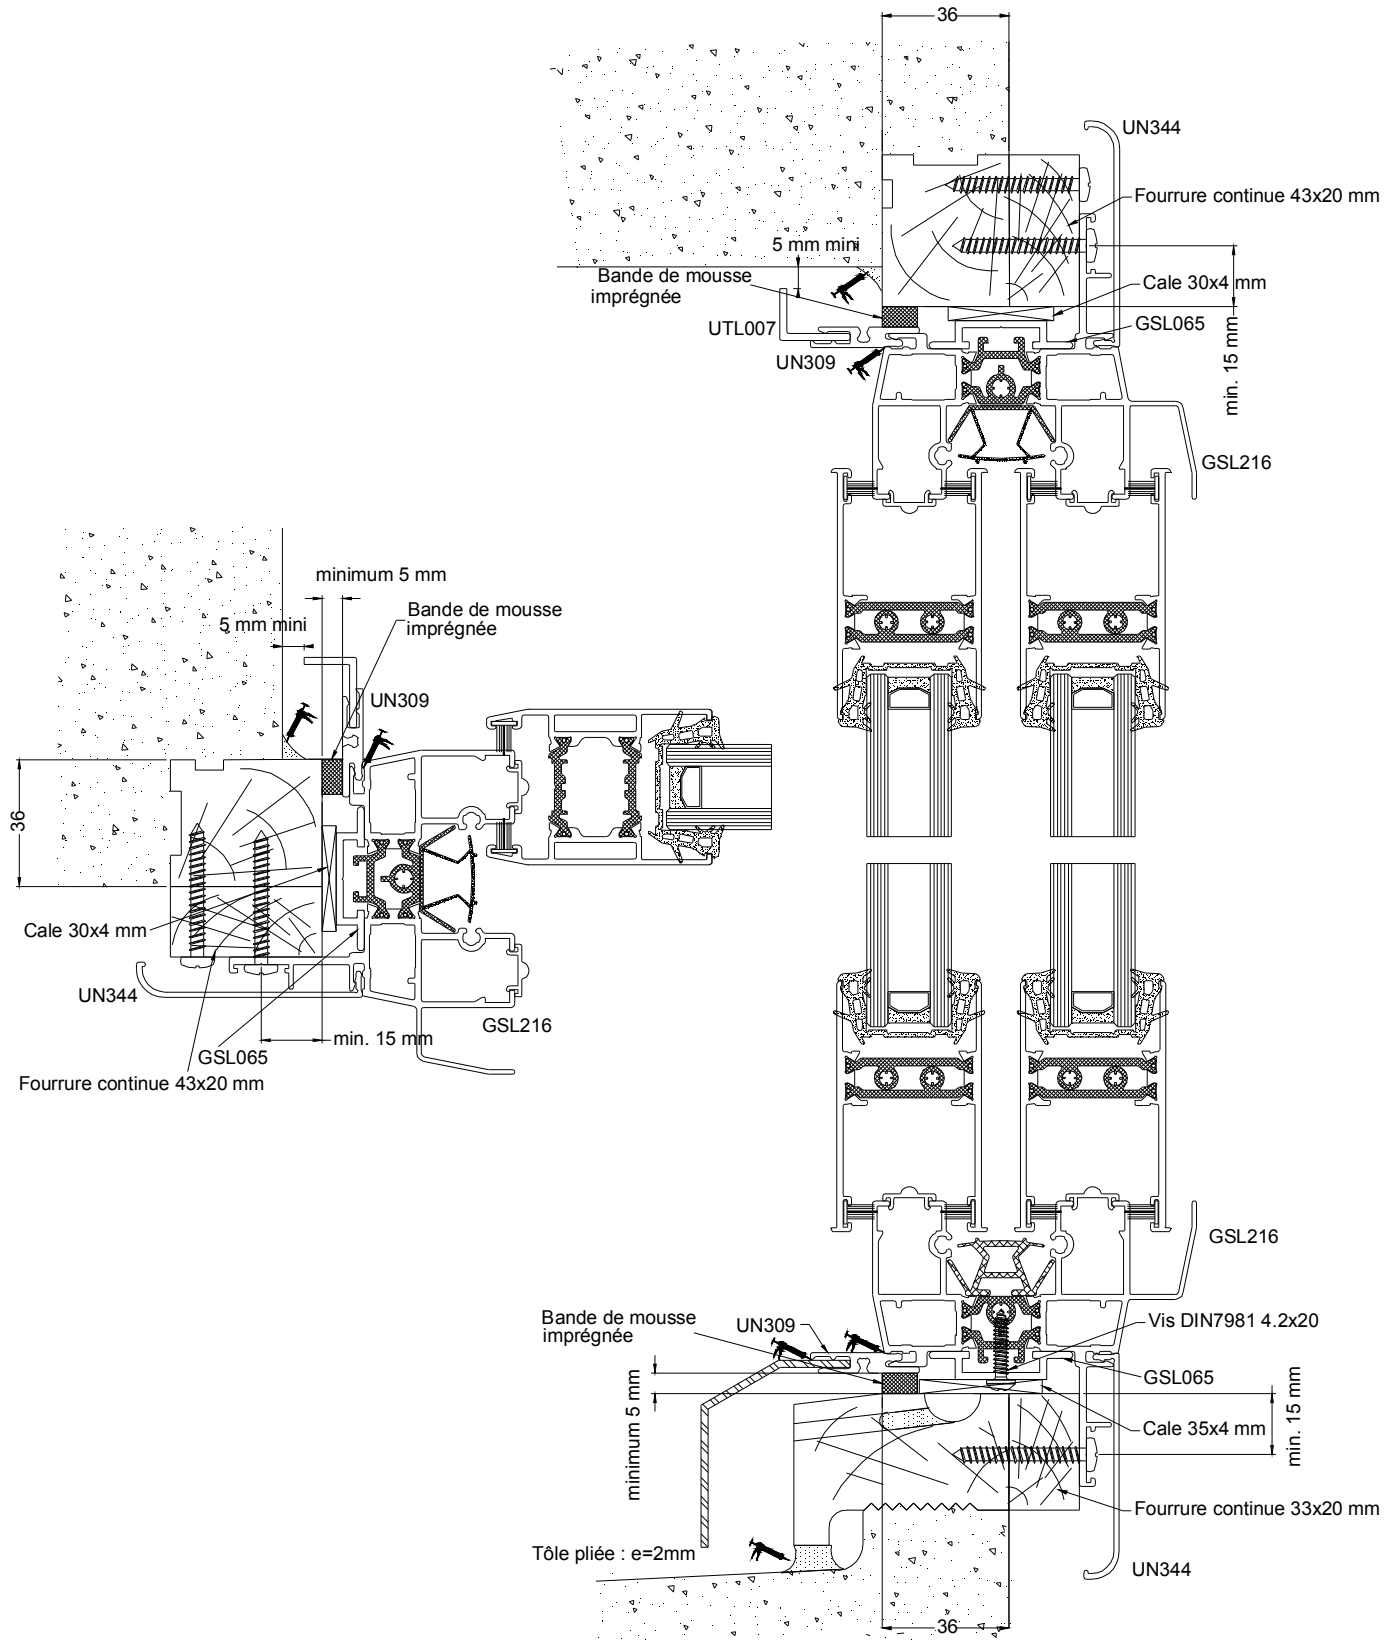 36
UN344
Fourrure continue 43x20 mm
5 mm mini
Bande de mousse
imprégnée
Cale 30x4 mm
UTL007
GSL065
UN309
min. 15 mm
GSL216
minimum 5 mm
Bande de mousse
imprégnée
5 mm mini
UN309
36
Cale 30x4 mm
UN344
GSL216
min. 15 mm
GSL065
Fourrure continue 43x20 mm
GSL216
Bande de mousse
imprégnée
UN309
Vis DIN7981 4.2x20
GSL065
minimum 5 mm
Cale 35x4 mm
min. 15 mm
Fourrure continue 33x20 mm
Tôle pliée : e=2mm
UN344
36